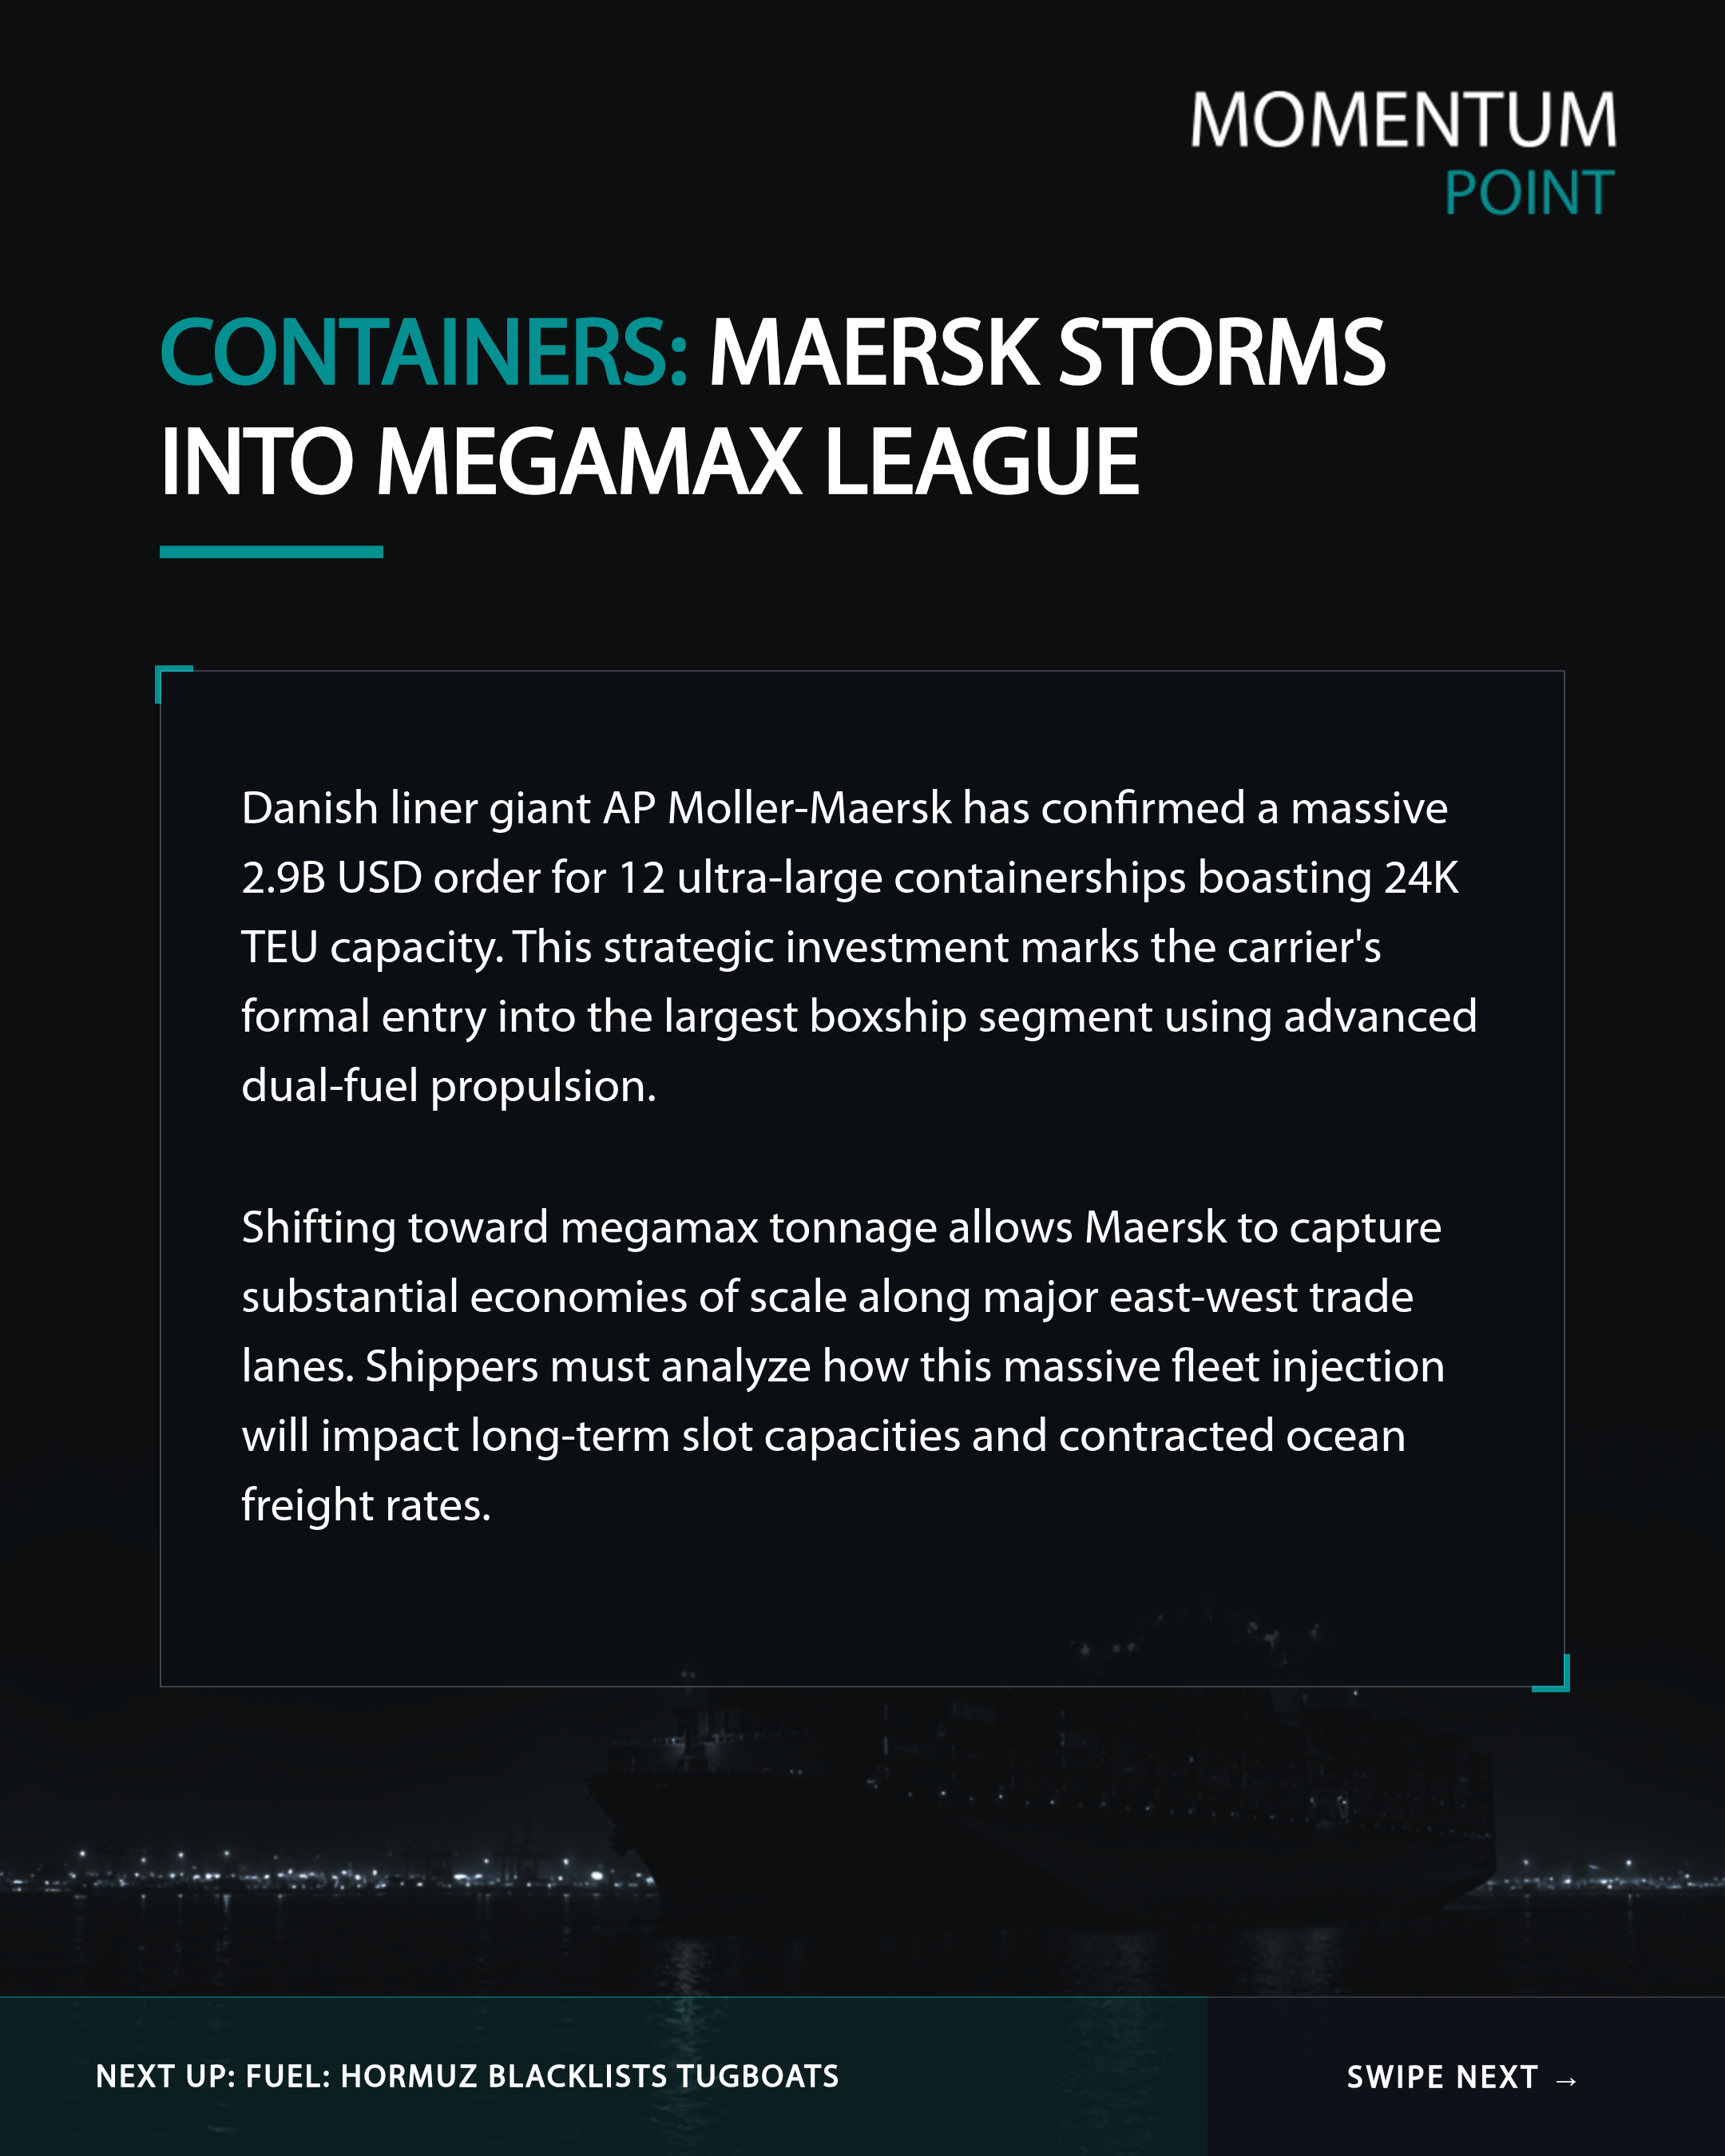 MOMENTUM
POINT
CONTAINERS: MAERSK STORMS
INTO MEGAMAX LEAGUE
Danish liner giant AP Moller-Maersk has confirmed a massive
2.9B USD order for 12 ultra-large containerships boasting 24K
TEU capacity. This strategic investment marks the carrier's
formal entry into the largest boxship segment using advanced
dual-fuel propulsion.
Shifting toward megamax tonnage allows Maersk to capture
substantial economies of scale along major east-west trade
lanes. Shippers must analyze how this massive fleet injection
will impact long-term slot capacities and contracted ocean
freight rates.
NEXT UP: FUEL: HORMUZ BLACKLISTS TUGBOATS
SWIPE NEXT →